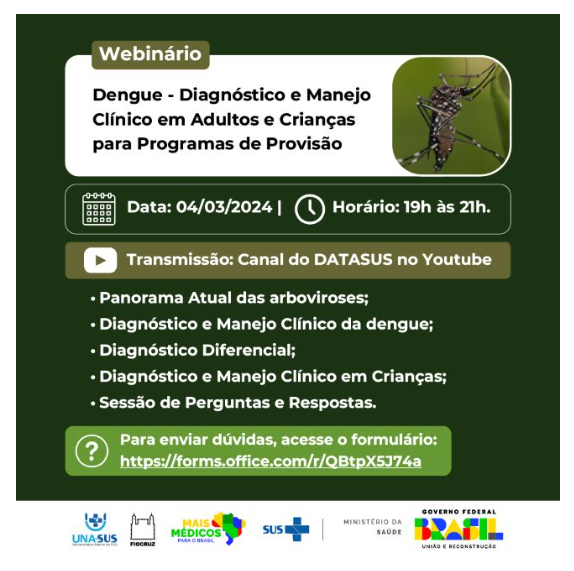 Webinário
Dengue - Diagnóstico e Manejo
Clínico em Adultos e Crianças
para Programas de Provisão
Data: 04/03/2024 | Horário: 19h às 21h.
Transmissão: Canal do DATASUS no Youtube
• Panorama Atual das arboviroses;
• Diagnóstico e Manejo Clínico da dengue;
• Diagnóstico Diferencial;
• Diagnóstico e Manejo Clínico em Crianças;
• Sessão de Perguntas e Respostas.
?
Para enviar dúvidas, acesse o formulário:
https://forms.office.com/r/QBtpX5J74a
UNA-SUS
FIOCRUZ
MAIS
MÉDICOS
PARA O BRASIL
SUS
MINISTÉRIO DA
SAÚDE
GOVERNO FEDERAL
BRASIL
UNIÃO E RECONSTRUÇÃO